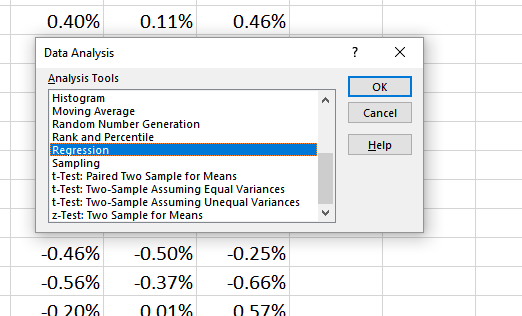 0.40% 0.11% 0.46%
Data Analysis ?
Analysis Tools
Histogram
Moving Average
Random Number Generation
Rank and Percentile
Regression
Sampling
t-Test: Paired Two Sample for Means
t-Test: Two-Sample Assuming Equal Variances
t-Test: Two-Sample Assuming Unequal Variances
z-Test: Two Sample for Means
OK
Cancel
Help
-0.46% -0.50% -0.25%
-0.56% -0.37% -0.66%
-0.20% 0.01% 0.57%